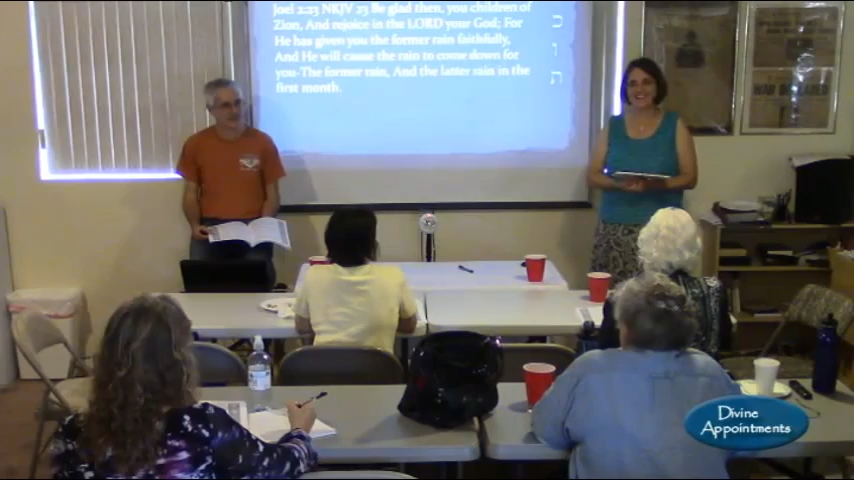 Joel 2:23 NKJV 23 Be glad then, you children of
Zion, And rejoice in the LORD your God; For
He has given you the former rain faithfully,
And He will cause the rain to come down for
you-The former rain, And the latter rain in the
first month.
כ
ו
ת
Divine
Appointments